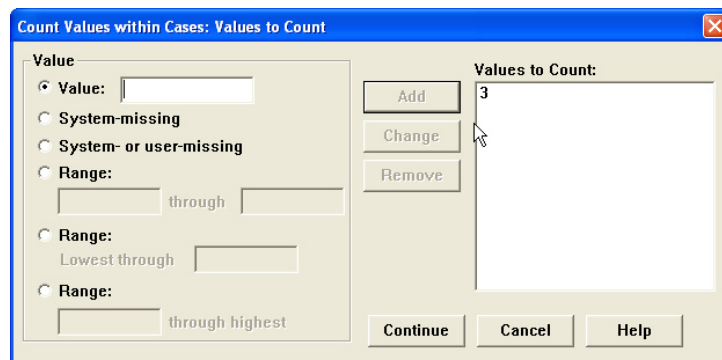 Count Values within Cases: Values to Count
Value
Value:
System-missing
System- or user-missing
Range:
through
Range:
Lowest through
Range:
through highest
Add
Change
Remove
Values to Count:
3
Continue
Cancel
Help